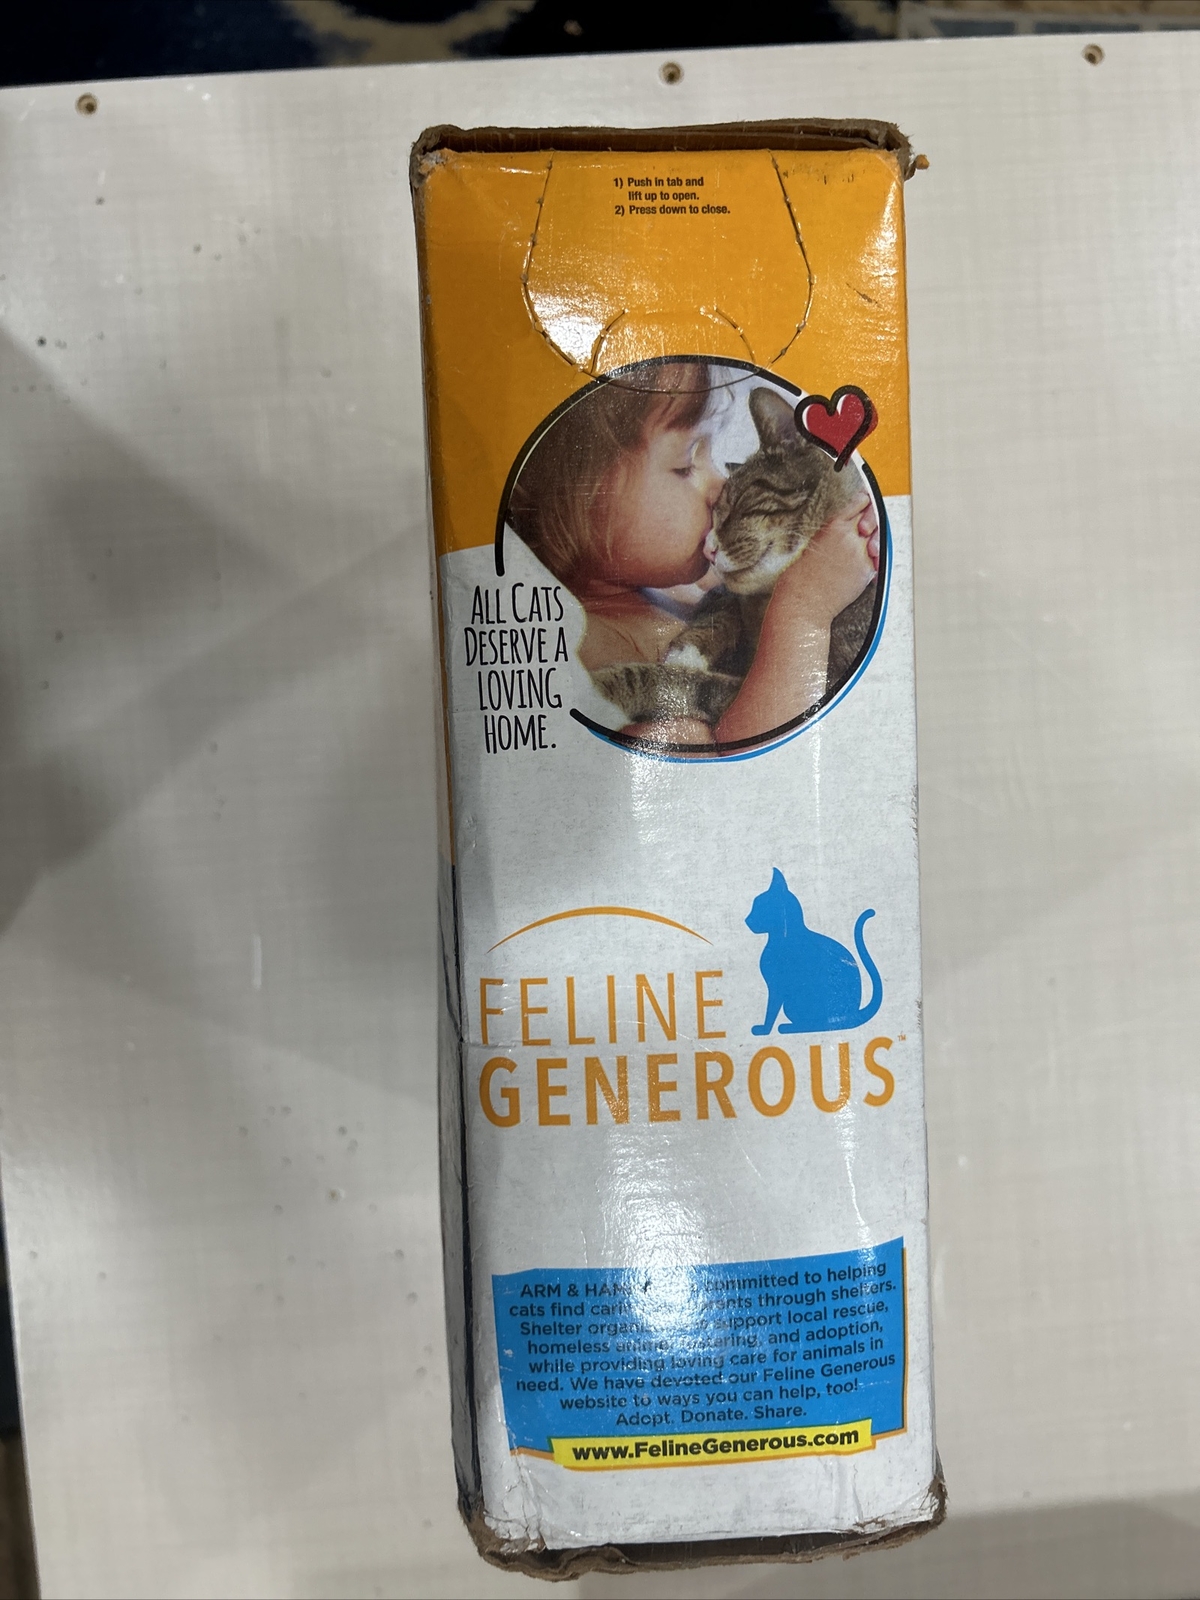 1) Push in tab and
lift up to open.
2) Press down to close.
ALL CATS
DESERVE A
LOVING
HOME.
FELINE
GENEROUS™
ARM & committed to helping
cats find through shelters.
Shelter support local rescue,
homeless and adoption,
while providing loving care for animals in
need. We have devoted our Feline Generous
website to ways you can help, too!
Adopt. Donate. Share.
www.FelineGenerous.com